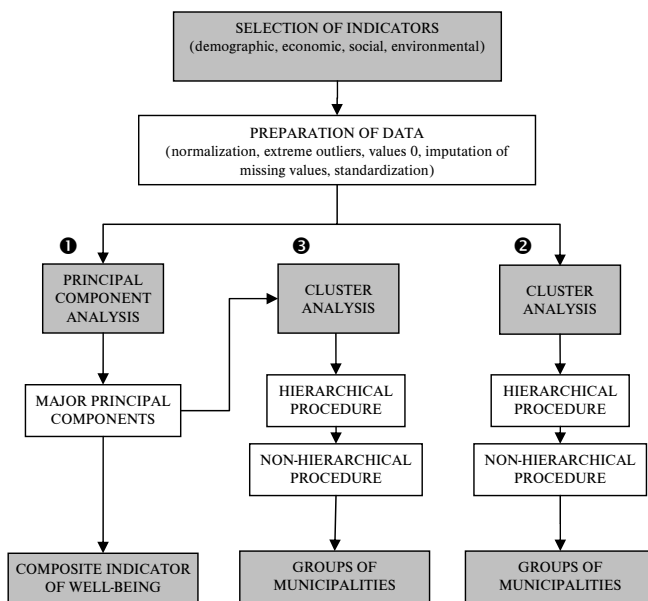 SELECTION OF INDICATORS
(demographic, economic, social, environmental)
PREPARATION OF DATA
(normalization, extreme outliers, values 0, imputation of
missing values, standardization)
❶
❸
❷
PRINCIPAL
COMPONENT
ANALYSIS
CLUSTER
ANALYSIS
CLUSTER
ANALYSIS
MAJOR PRINCIPAL
COMPONENTS
HIERARCHICAL
PROCEDURE
HIERARCHICAL
PROCEDURE
NON-HIERARCHICAL
PROCEDURE
NON-HIERARCHICAL
PROCEDURE
COMPOSITE INDICATOR
OF WELL-BEING
GROUPS OF
MUNICIPALITIES
GROUPS OF
MUNICIPALITIES